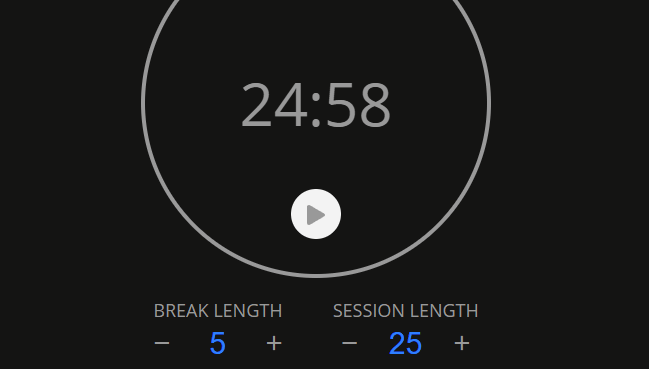 24:58
BREAK LENGTH SESSION LENGTH
− 5 + − 25 +